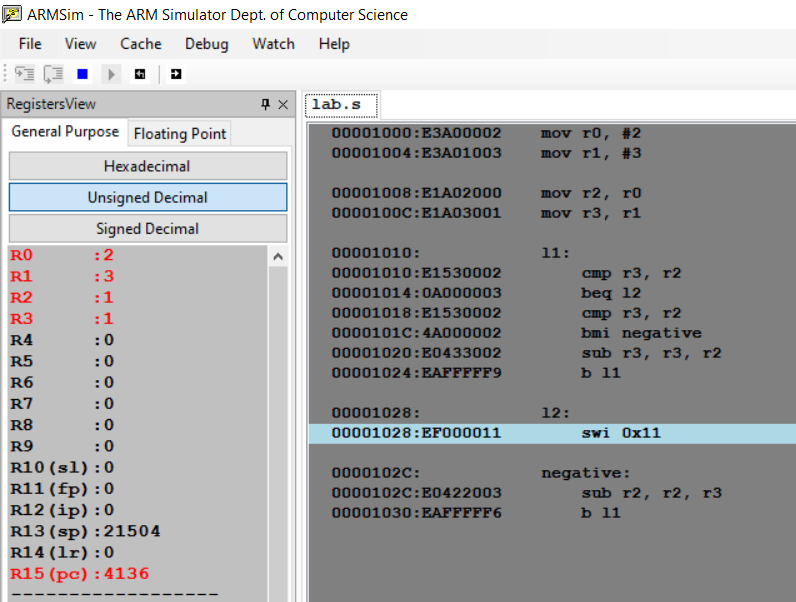 ARMSim - The ARM Simulator Dept. of Computer Science
File View Cache Debug Watch Help
RegistersView
General Purpose Floating Point
Hexadecimal
Unsigned Decimal
Signed Decimal
R0 :2
R1 :3
R2 :1
R3 :1
R4 :0
R5 :0
R6 :0
R7 :0
R8 :0
R9 :0
R10(sl):0
R11(fp):0
R12(ip):0
R13(sp):21504
R14(lr):0
R15(pc):4136
------------------
lab.s
00001000:E3A00002 mov r0, #2
00001004:E3A01003 mov r1, #3
00001008:E1A02000 mov r2, r0
0000100C:E1A03001 mov r3, r1
00001010: l1:
00001010:E1530002 cmp r3, r2
00001014:0A000003 beq l2
00001018:E1530002 cmp r3, r2
0000101C:4A000002 bmi negative
00001020:E0433002 sub r3, r3, r2
00001024:EAFFFFF9 b l1
00001028: l2:
00001028:EF000011 swi 0x11
0000102C: negative:
0000102C:E0422003 sub r2, r2, r3
00001030:EAFFFFF6 b l1